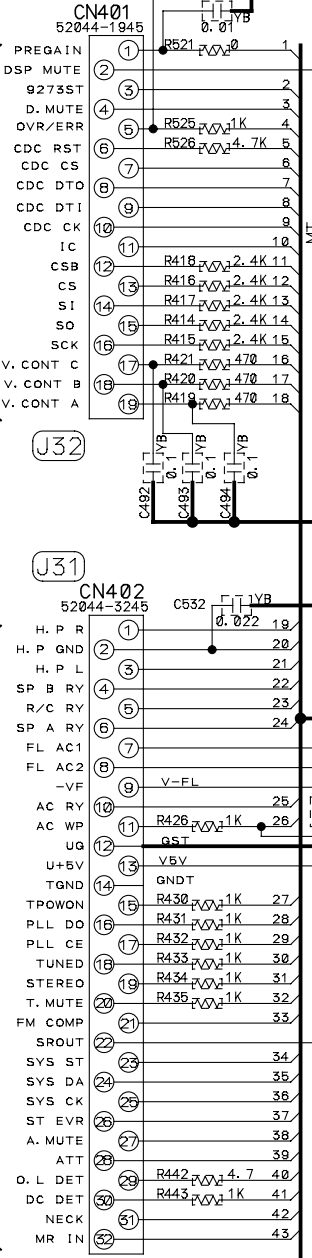 CN401
52044-1945
0.01
YB
PREGAIN 1 R521 0 1
DSP MUTE 2
9273ST 3 2
D.MUTE 4 3
OVR/ERR 5 R525 1K 4
CDC RST 6 R526 4.7K 5
CDC CS 7 6
CDC DTO 8 7
CDC DTI 9 8
CDC CK 10 9
IC 11 10
CSB 12 R418 2.4K 11
CS 13 R416 2.4K 12
SI 14 R417 2.4K 13
SO 15 R414 2.4K 14
SCK 16 R415 2.4K 15
V.CONT C 17 R421 470 16
V.CONT B 18 R420 470 17
V.CONT A 19 R419 470 18
J32
YB YB YB
0.1 0.1 0.1
C492 C493 C494
J31
CN402
52044-3245
C532 YB
0.022
H.P R 1 19
H.P GND 2 20
H.P L 3 21
SP B RY 4 22
R/C RY 5 23
SP A RY 6 24
FL AC1 7
FL AC2 8
-VF 9 V-FL
AC RY 10 25
AC WP 11 R426 1K 26
UG 12 GST
U+5V 13 V5V
TGND 14 GNDT
TPOWON 15 R430 1K 27
PLL DO 16 R431 1K 28
PLL CE 17 R432 1K 29
TUNED 18 R433 1K 30
STEREO 19 R434 1K 31
T.MUTE 20 R435 1K 32
FM COMP 21 33
SROUT 22
SYS ST 23 34
SYS DA 24 35
SYS CK 25 36
ST EVR 26 37
A.MUTE 27 38
ATT 28 39
O.L DET 29 R442 4.7 40
DC DET 30 R443 1K 41
NECK 31 42
MR IN 32 43